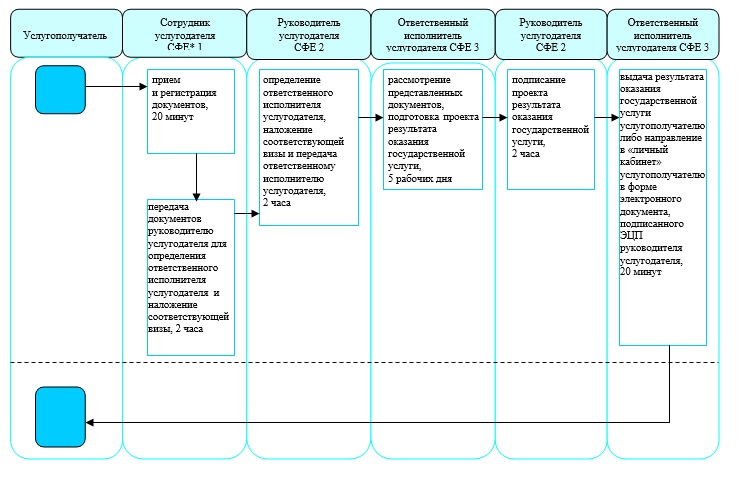 Услугополучатель
Сотрудник
услугодателя
СФЕ* 1
Руководитель
услугодателя
СФЕ 2
Ответственный
исполнитель
услугодателя СФЕ 3
Руководитель
услугодателя
СФЕ 2
Ответственный
исполнитель
услугодателя СФЕ 3
прием
и регистрация
документов,
20 минут
передача
документов
руководителю
услугодателя для
определения
ответственного
исполнителя
услугодателя и
наложение
соответствующей
визы, 2 часа
определение
ответственного
исполнителя
услугодателя,
наложение
соответствующей
визы и передача
ответственному
исполнителю
услугодателя,
2 часа
рассмотрение
представленных
документов,
подготовка проекта
результата
оказания
государственной
услуги,
5 рабочих дня
подписание
проекта
результата
оказания
государственной
услуги,
2 часа
выдача результата
оказания
государственной
услуги
услугополучателю
либо направление
в «личный
кабинет»
услугополучателю
в форме
электронного
документа,
подписанного
ЭЦП
руководителя
услугодателя,
20 минут